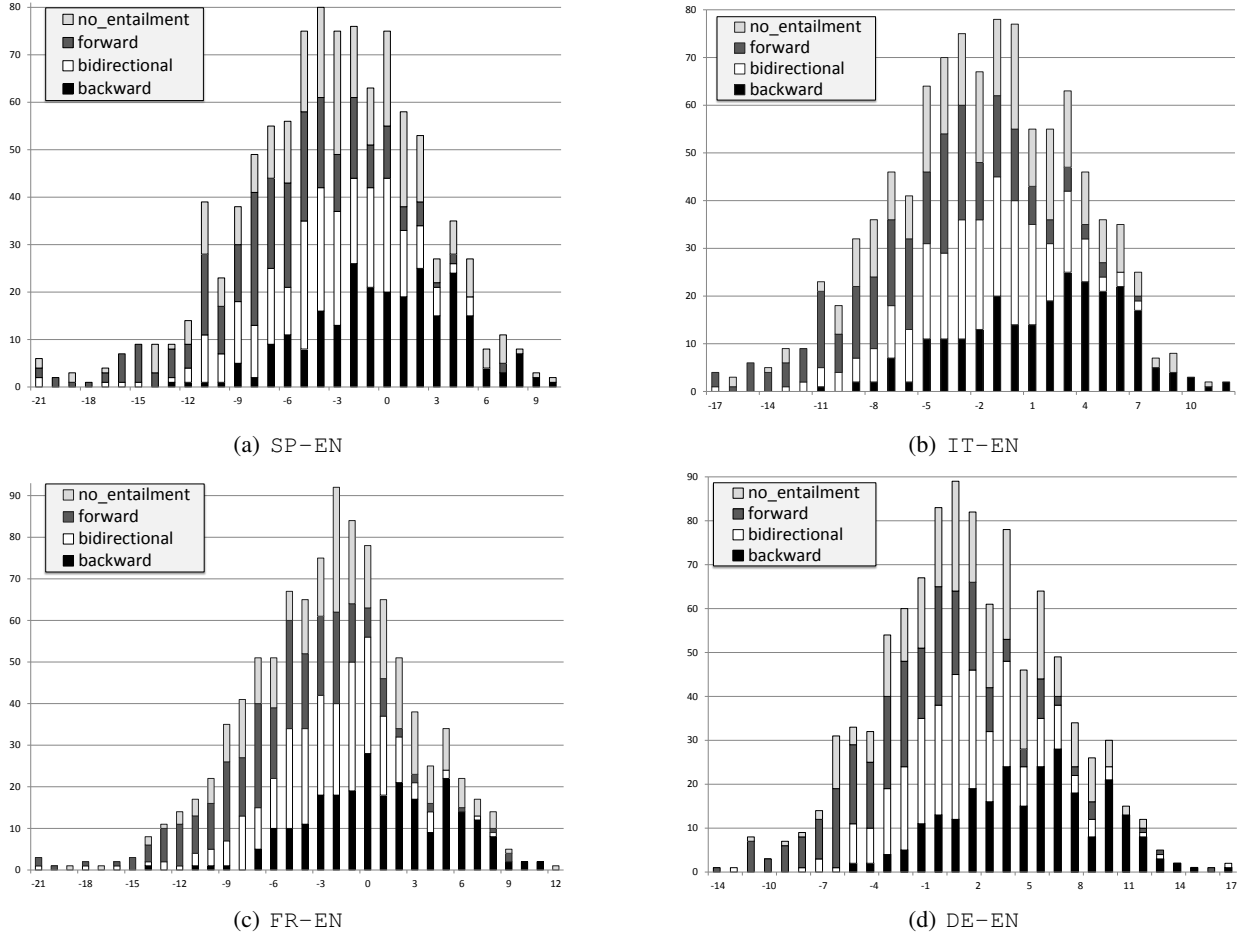 80
70
60
50
40
30
20
10
0
no_entailment
forward
bidirectional
backward
-21 -18 -15 -12 -9 -6 -3 0 3 6 9
(a) SP-EN
80
70
60
50
40
30
20
10
0
no_entailment
forward
bidirectional
backward
-17 -14 -11 -8 -5 -2 1 4 7 10
(b) IT-EN
90
80
70
60
50
40
30
20
10
0
no_entailment
forward
bidirectional
backward
-21 -18 -15 -12 -9 -6 -3 0 3 6 9 12
(c) FR-EN
90
80
70
60
50
40
30
20
10
0
no_entailment
forward
bidirectional
backward
-14 -10 -7 -4 -1 2 5 8 11 14 17
(d) DE-EN